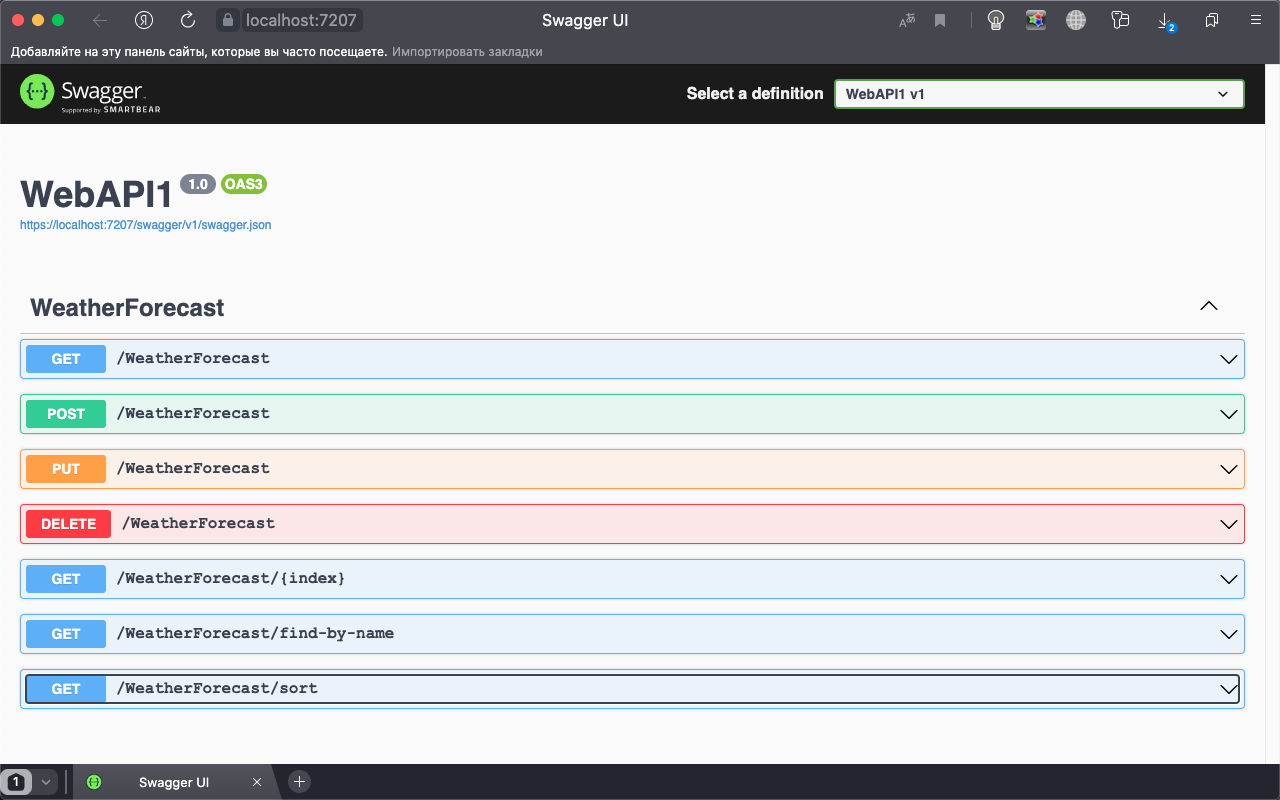 localhost:7207
Swagger UI
2
Добавляйте на эту панель сайты, которые вы часто посещаете. Импортировать закладки
Swagger.
Supported by SMARTBEAR
Select a definition
WebAPI1 v1
WebAPI1 1.0 OAS3
https://localhost:7207/swagger/v1/swagger.json
WeatherForecast
GET /WeatherForecast
POST /WeatherForecast
PUT /WeatherForecast
DELETE /WeatherForecast
GET /WeatherForecast/{index}
GET /WeatherForecast/find-by-name
GET /WeatherForecast/sort
1
Swagger UI